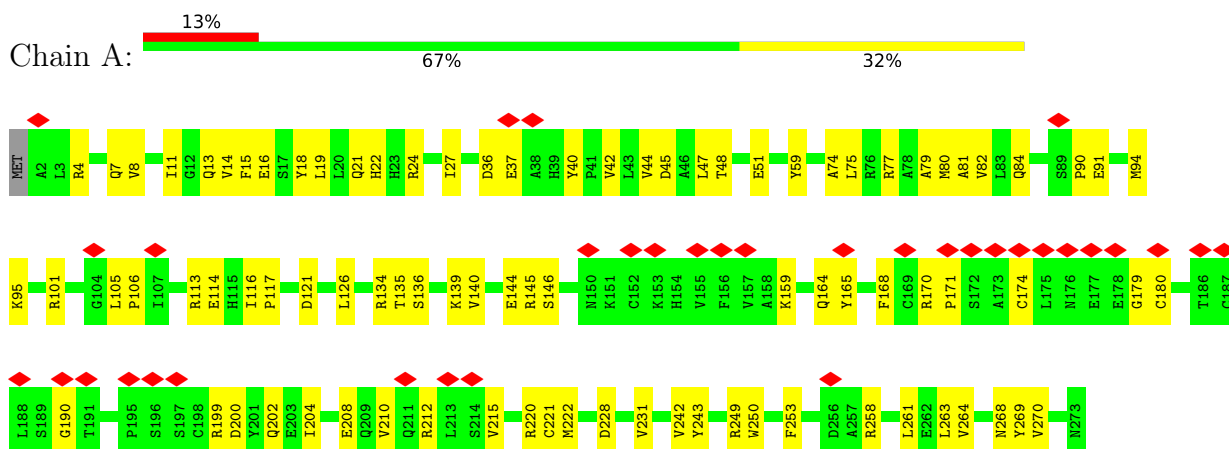 13%
Chain A:
67% 32%
MET A2 L3 R4 Q7 V8 I11 G12 Q13 V14 F15 E16 S17 Y18 L19 L20 Q21 H22 H23 R24 I27 D36 E37 A38 H39 Y40 P41 V42 L43 V44 D45 A46 L47 T48 E51 Y59 A74 L75 R76 R77 A78 A79 M80 A81 V82 L83 Q84 S89 P90 E91 M94
K95 R101 G104 L105 P106 I107 R113 E114 H115 I116 P117 D121 L126 R134 T135 S136 K139 V140 E144 R145 S146 N150 K151 C152 K153 H154 V155 F156 V157 A158 K159 Q164 Y165 F168 C169 R170 P171 S172 A173 C174 L175 N176 E177 E178 G179 C180 T186 C187
L188 S189 G190 T191 P195 S196 S197 C198 R199 D200 Y201 Q202 E203 I204 E208 Q209 V210 Q211 R212 L213 S214 V215 R220 C221 M222 D228 V231 V242 Y243 R249 W250 F253 D256 A257 R258 L261 E262 L263 V264 N268 Y269 V270 N273